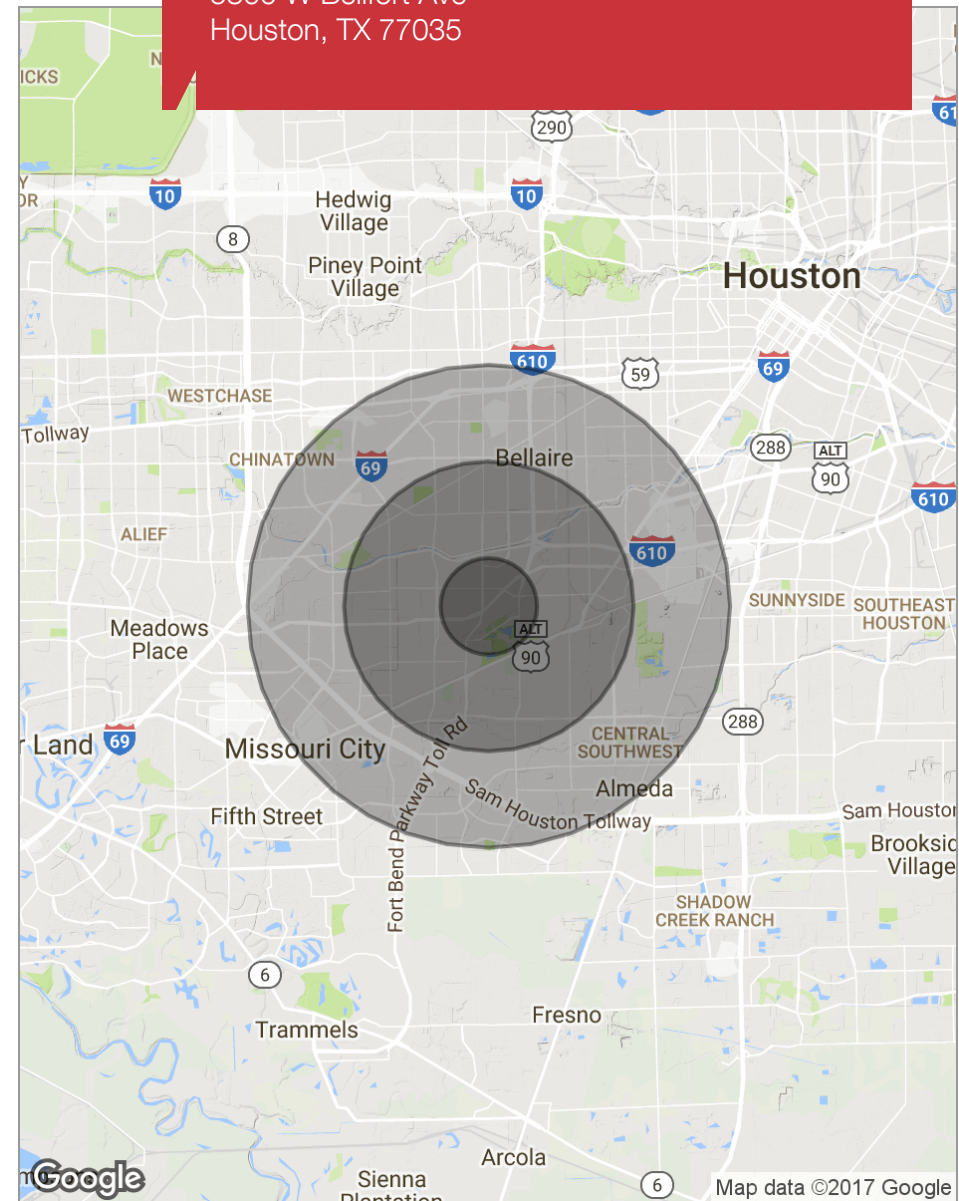 Houston, TX 77035
ICKS
290
610
10
10
Hedwig
Village
8
Piney Point
Village
Houston
610
59
69
WESTCHASE
Tollway
288
ALT
90
CHINATOWN
69
Bellaire
610
ALIEF
610
SUNNYSIDE
SOUTHEAST
HOUSTON
Meadows
Place
ALT
90
288
r Land
69
Missouri City
CENTRAL
SOUTHWEST
Almeda
Fort Bend Parkway Toll Rd
Sam Houston Tollway
Sam Houston
Fifth Street
Brooksid
Village
SHADOW
CREEK RANCH
6
Trammels
Fresno
Arcola
Sienna
Plantation
6
Google
Map data ©2017 Google